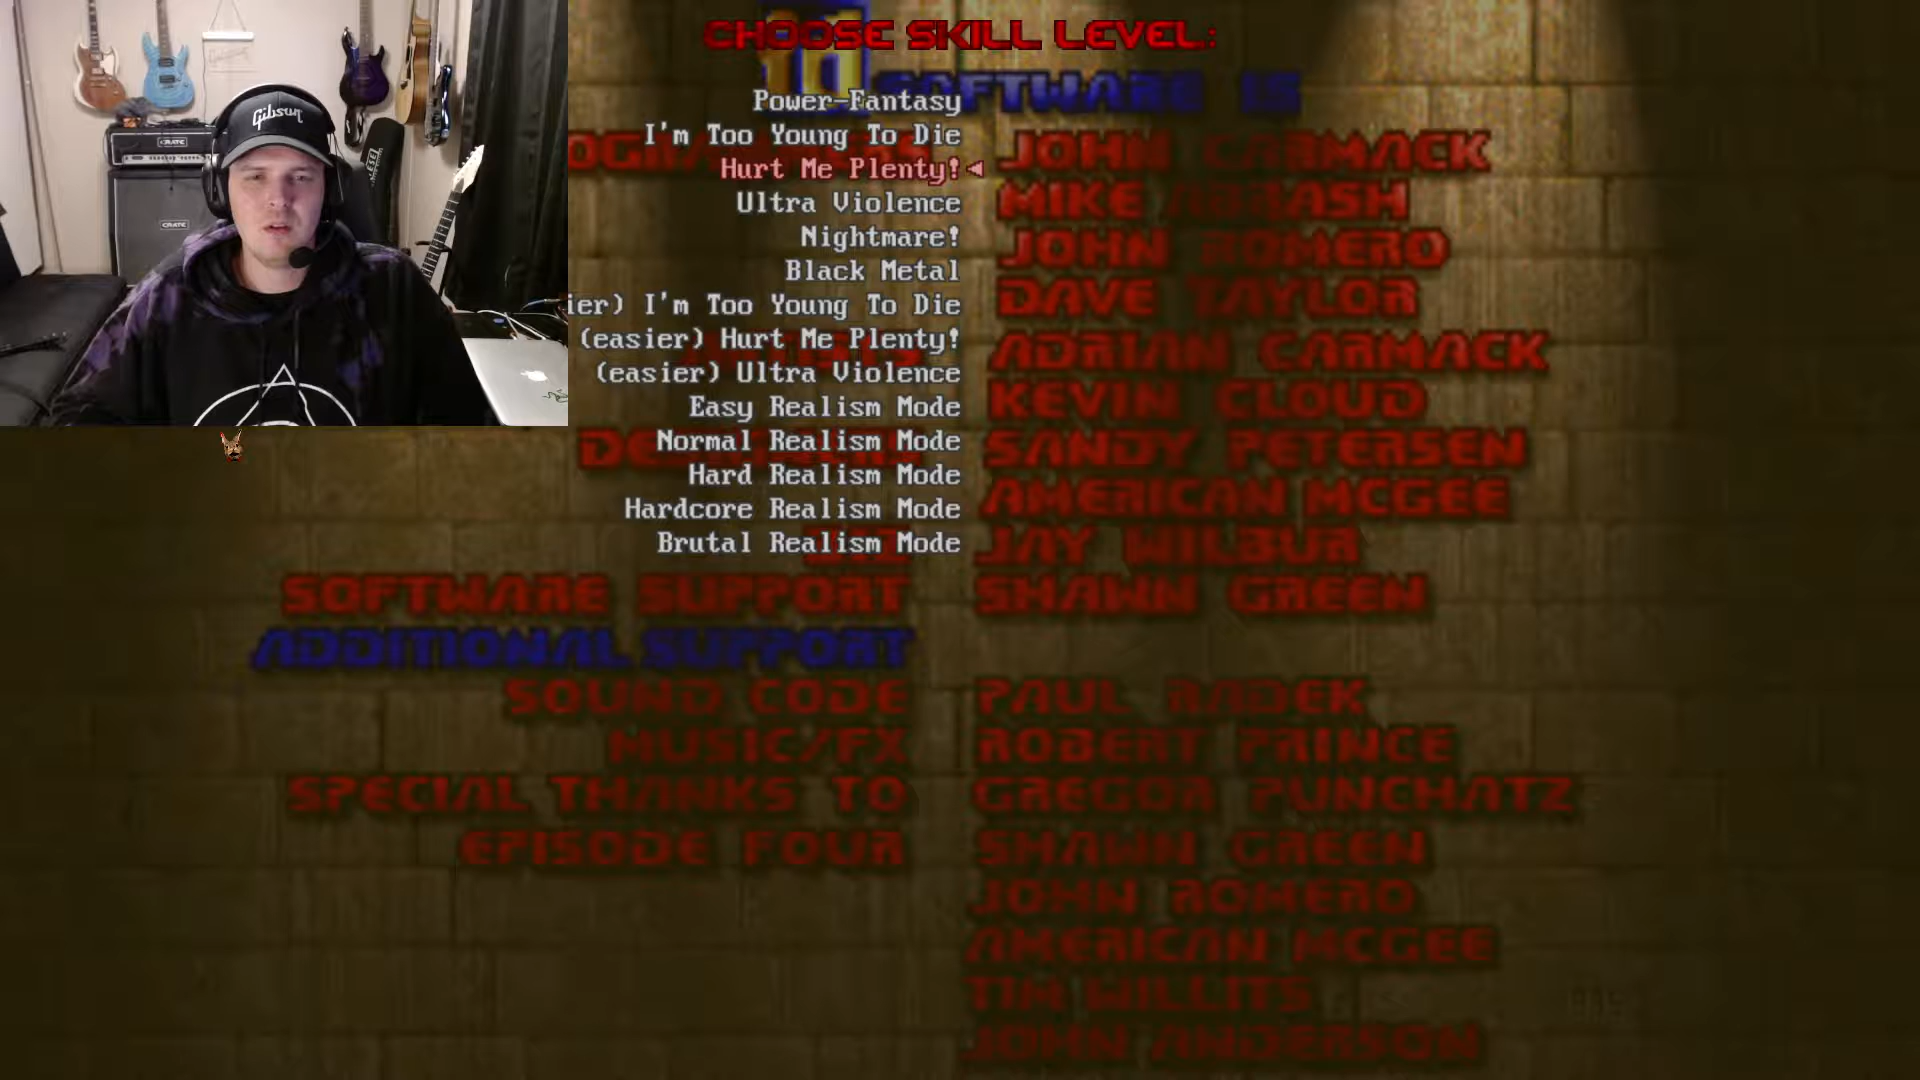 CHOOSE SKILL LEVEL:
id SOFTWARE IS
Power-Fantasy
I'm Too Young To Die
JOHN CARMACK
Hurt Me Plenty!
Ultra Violence
MIKE ABRASH
Nightmare!
JOHN ROMERO
Black Metal
ier) I'm Too Young To Die
DAVE TAYLOR
(easier) Hurt Me Plenty!
ADRIAN CARMACK
(easier) Ultra Violence
Easy Realism Mode
KEVIN CLOUD
Normal Realism Mode
SANDY PETERSEN
Hard Realism Mode
AMERICAN MCGEE
Hardcore Realism Mode
Brutal Realism Mode
JAY WILBUR
SOFTWARE SUPPORT SHAWN GREEN
ADDITIONAL SUPPORT
SOUND CODE PAUL RADEK
MUSIC/FX ROBERT PRINCE
SPECIAL THANKS TO GREGOR PUNCHATZ
EPISODE FOUR SHAWN GREEN
JOHN ROMERO
AMERICAN MCGEE
TIM WILLITS
JOHN ANDERSON
Gibson
CRATE
CRATE